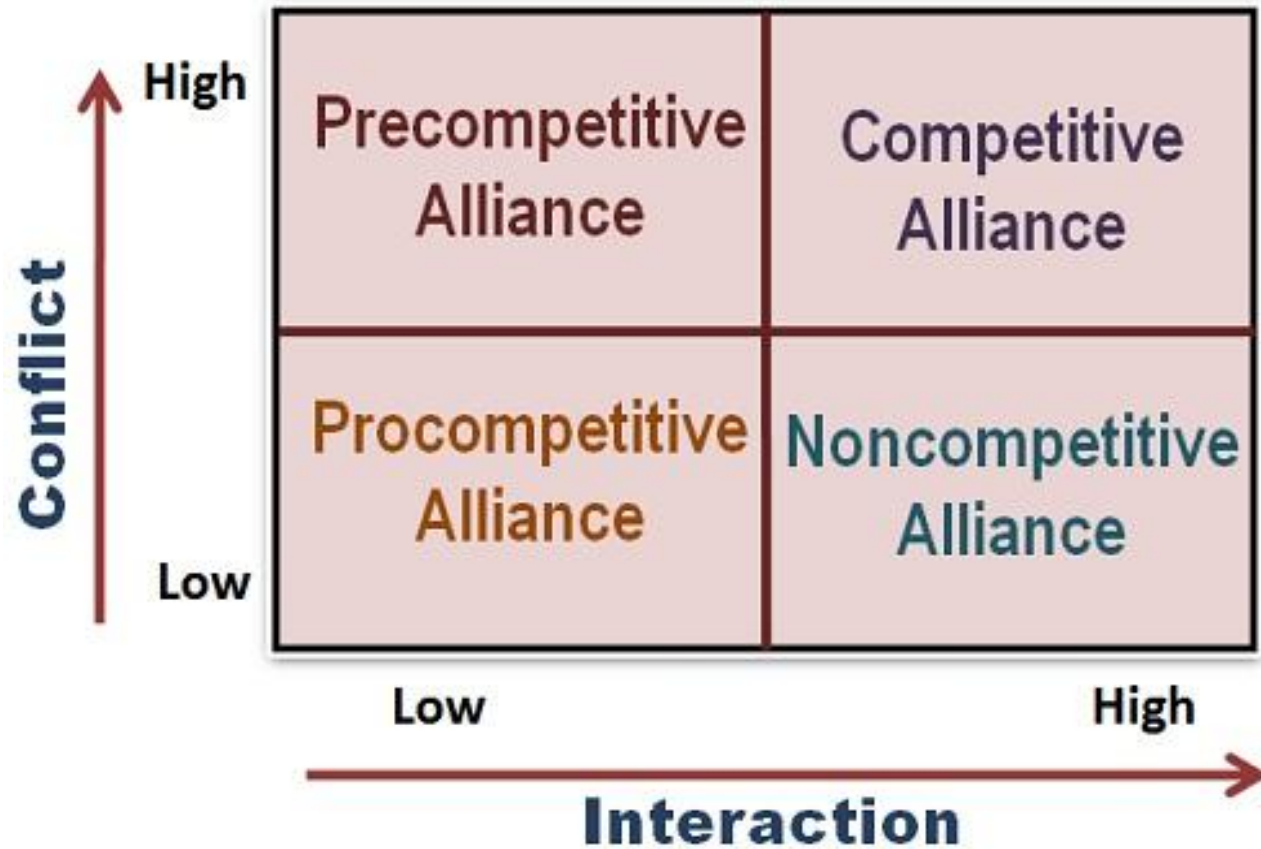 High
Precompetitive
Alliance
Competitive
Alliance
Conflict
Procompetitive
Alliance
Noncompetitive
Alliance
Low
Low
High
Interaction